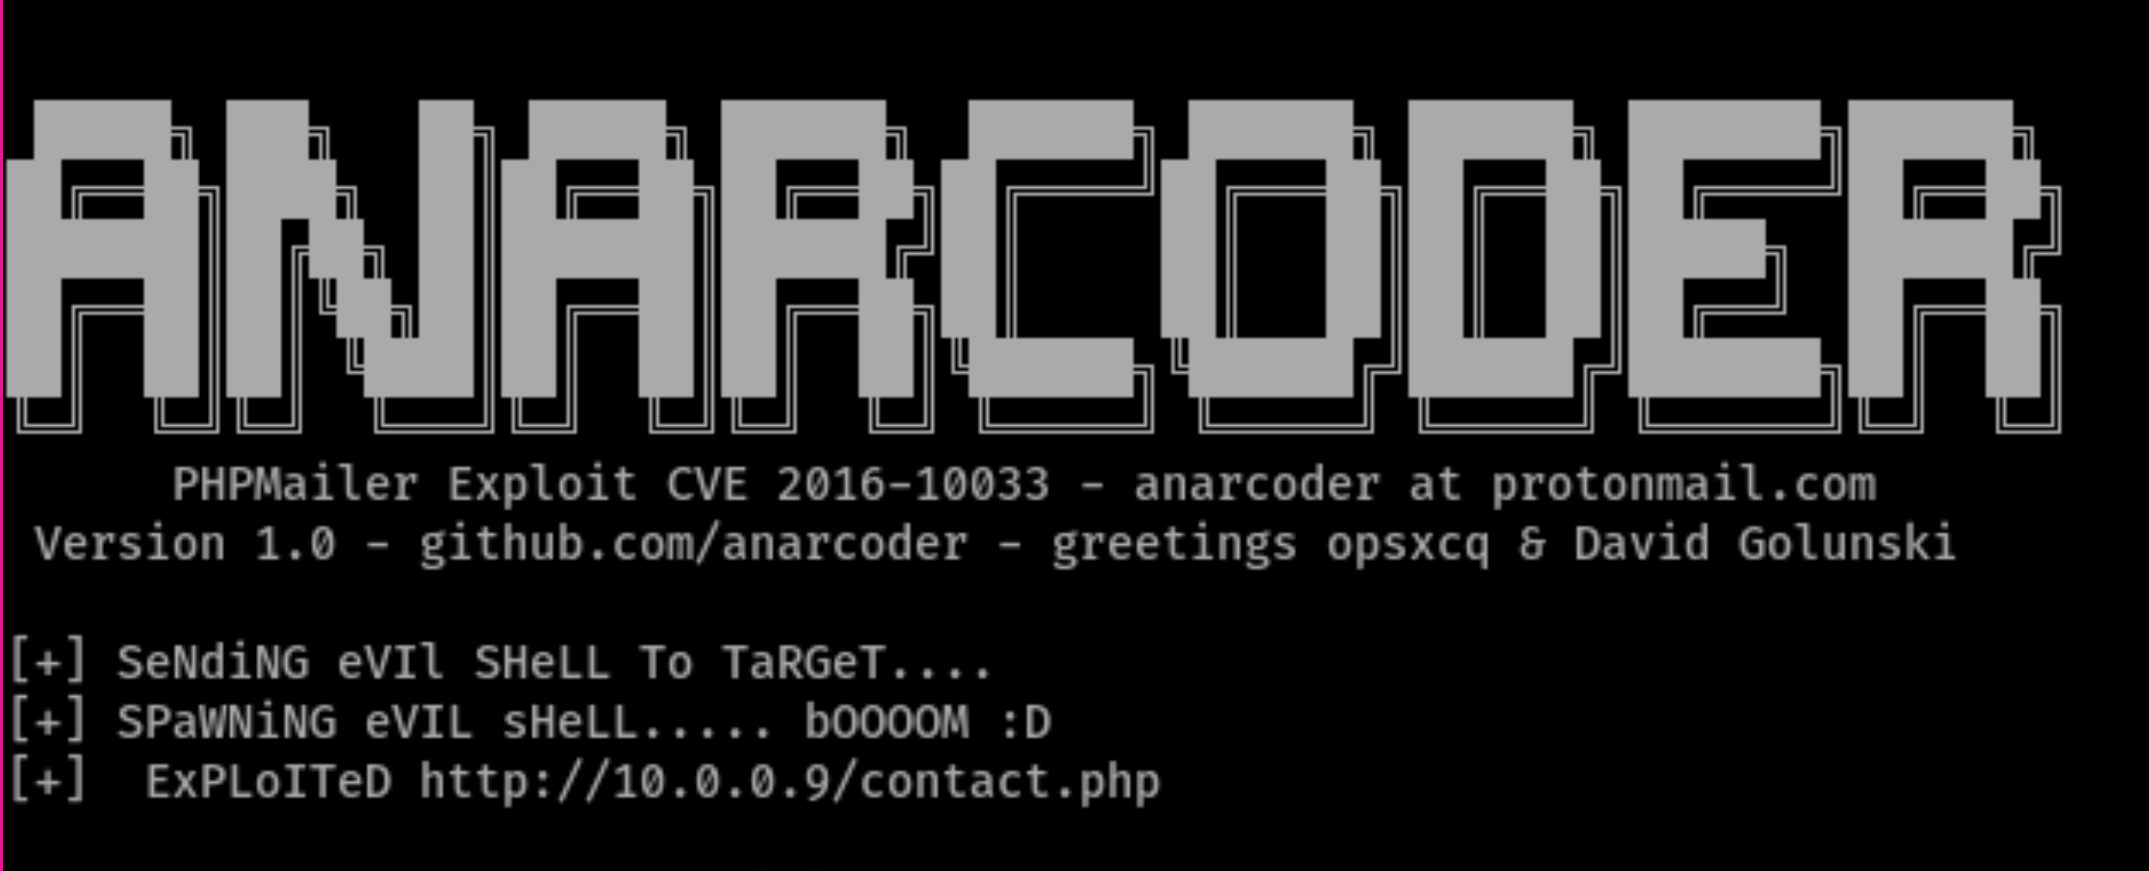 ANARCODER
PHPMailer Exploit CVE 2016-10033 - anarcoder at protonmail.com
Version 1.0 - github.com/anarcoder - greetings opsxcq & David Golunski
[+] SeNdiNG eVIl SHeLL To TaRGeT....
[+] SPaWNiNG eVIL sHeLL..... bOOOOM :D
[+]  ExPLoITeD http://10.0.0.9/contact.php